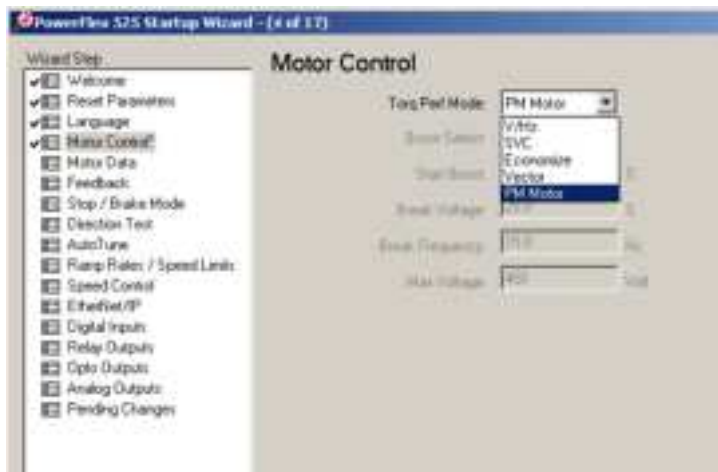 PowerFlex 525 Startup Wizard - (4 of 17)
Wizard Step
Welcome
Reset Parameters
Language
Motor Control*
Motor Data
Feedback
Stop / Brake Mode
Direction Test
AutoTune
Ramp Rates / Speed Limits
Speed Control
EtherNet/IP
Digital Inputs
Relay Outputs
Opto Outputs
Analog Outputs
Pending Changes
Motor Control
Torq Perf Mode PM Motor
V/Hz
SVC
Economize
Vector
PM Motor
Boost Select
Start Boost
Break Voltage
Break Frequency Hz
Max Voltage 460 Volt